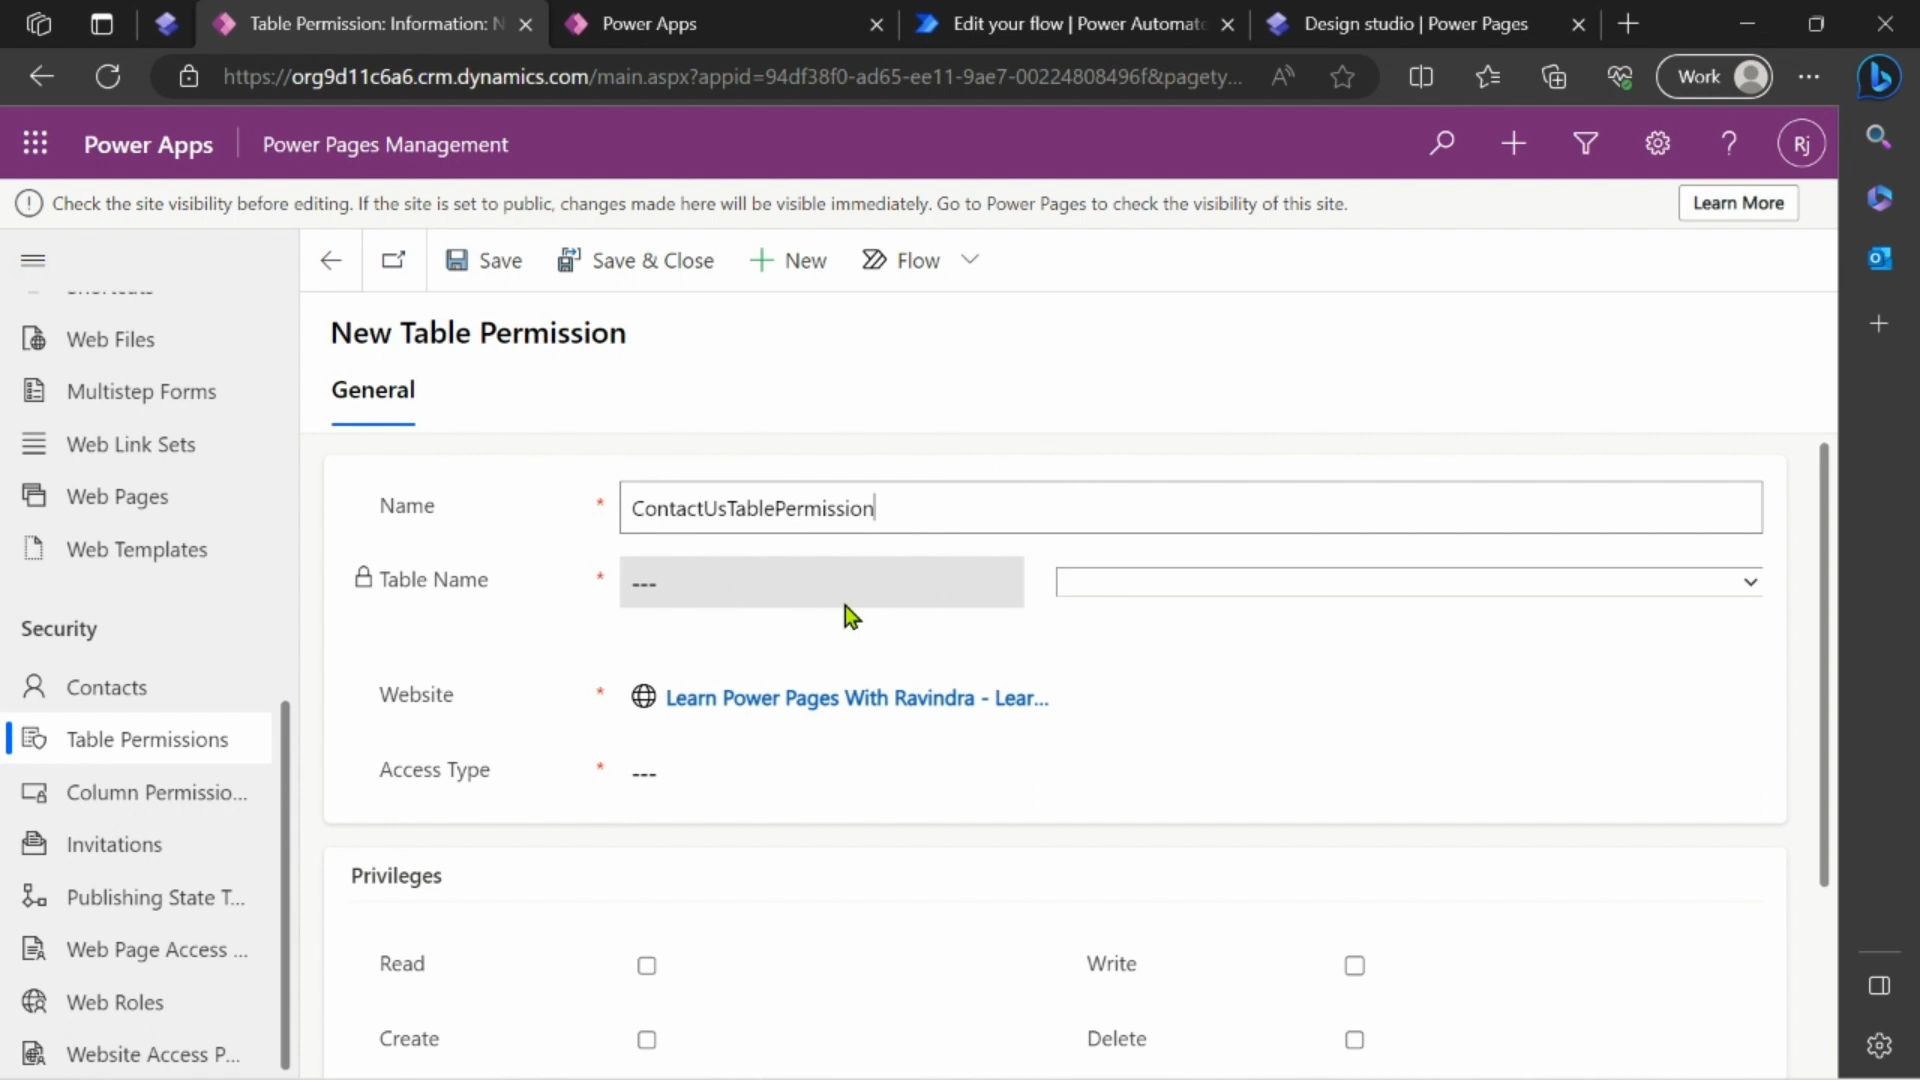 Table Permission: Information: N
Power Apps
Edit your flow | Power Automate
Design studio | Power Pages
https://org9d11c6a6.crm.dynamics.com/main.aspx?appid=94df38f0-ad65-ee11-9ae7-00224808496f&pagety...
Work
Power Apps
Power Pages Management
Rj
Check the site visibility before editing. If the site is set to public, changes made here will be visible immediately. Go to Power Pages to check the visibility of this site.
Learn More
Save
Save & Close
New
Flow
Web Files
Multistep Forms
Web Link Sets
Web Pages
Web Templates
Security
Contacts
Table Permissions
Column Permissio...
Invitations
Publishing State T...
Web Page Access ...
Web Roles
Website Access P...
New Table Permission
General
Name *
ContactUsTablePermission
Table Name *
---
Website *
Learn Power Pages With Ravindra - Lear...
Access Type *
---
Privileges
Read
Write
Create
Delete